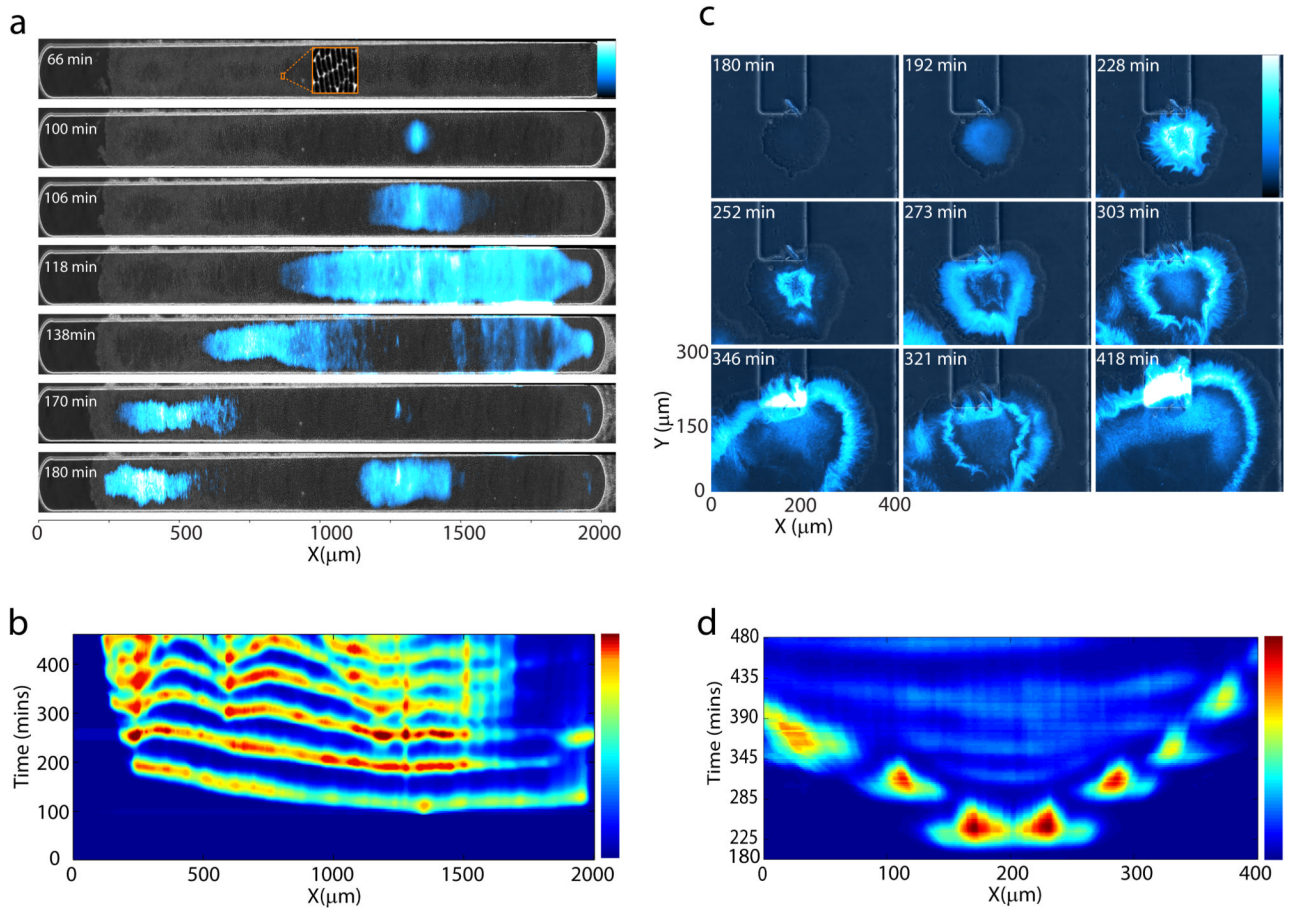 a
66 min
100 min
106 min
118 min
138min
170 min
180 min
0 500 1000 1500 2000
X(μm)
b
400
300
200
100
0
Time (mins)
0 500 1000 1500 2000
X(μm)
c
180 min 192 min 228 min
252 min 273 min 303 min
346 min 321 min 418 min
300
150
0
Y (μm)
0 200 400
X (μm)
d
480
435
390
345
285
225
180
Time (mins)
0 100 200 300 400
X(μm)